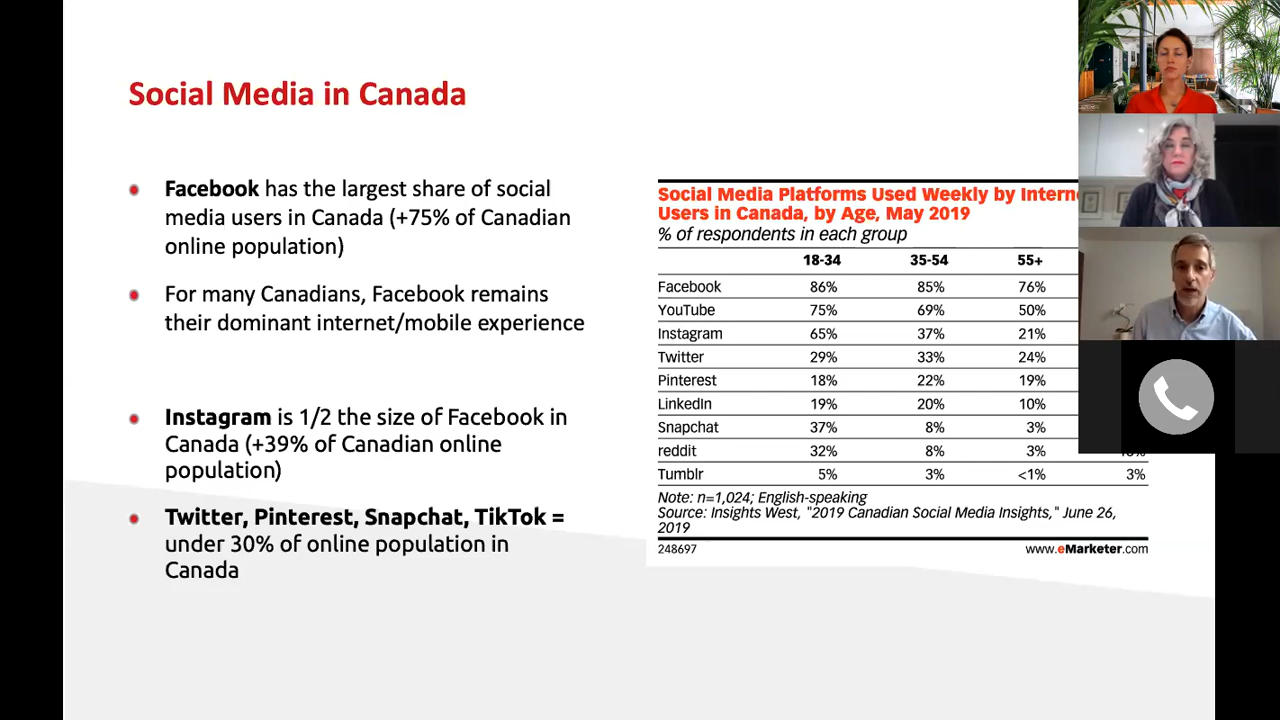 Social Media in Canada
Facebook has the largest share of social
media users in Canada (+75% of Canadian
online population)
For many Canadians, Facebook remains
their dominant internet/mobile experience
Instagram is 1/2 the size of Facebook in
Canada (+39% of Canadian online
population)
Twitter, Pinterest, Snapchat, TikTok =
under 30% of online population in
Canada
Social Media Platforms Used Weekly by
Users in Canada, by Age, May 2019
% of respondents in each group
18-34 35-54 55+
Facebook 86% 85% 76%
YouTube 75% 69% 50%
Instagram 65% 37% 21%
Twitter 29% 33% 24%
Pinterest 18% 22% 19%
LinkedIn 19% 20% 10%
Snapchat 37% 8% 3%
reddit 32% 8% 3%
Tumblr 5% 3% <1% 3%
Note: n=1,024; English-speaking
Source: Insights West, "2019 Canadian Social Media Insights," June 26,
2019
248697 www.eMarketer.com